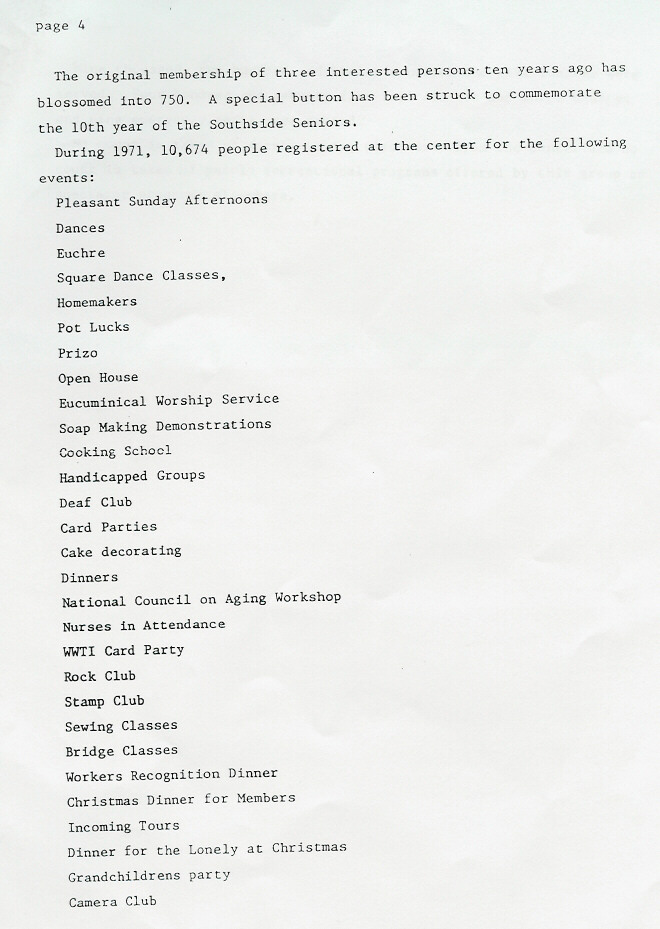 page 4
The original membership of three interested persons ten years ago has
blossomed into 750. A special button has been struck to commemorate
the 10th year of the Southside Seniors.
During 1971, 10,674 people registered at the center for the following
events:
Pleasant Sunday Afternoons
Dances
Euchre
Square Dance Classes,
Homemakers
Pot Lucks
Prizo
Open House
Eucuminical Worship Service
Soap Making Demonstrations
Cooking School
Handicapped Groups
Deaf Club
Card Parties
Cake decorating
Dinners
National Council on Aging Workshop
Nurses in Attendance
WWTI Card Party
Rock Club
Stamp Club
Sewing Classes
Bridge Classes
Workers Recognition Dinner
Christmas Dinner for Members
Incoming Tours
Dinner for the Lonely at Christmas
Grandchildrens party
Camera Club